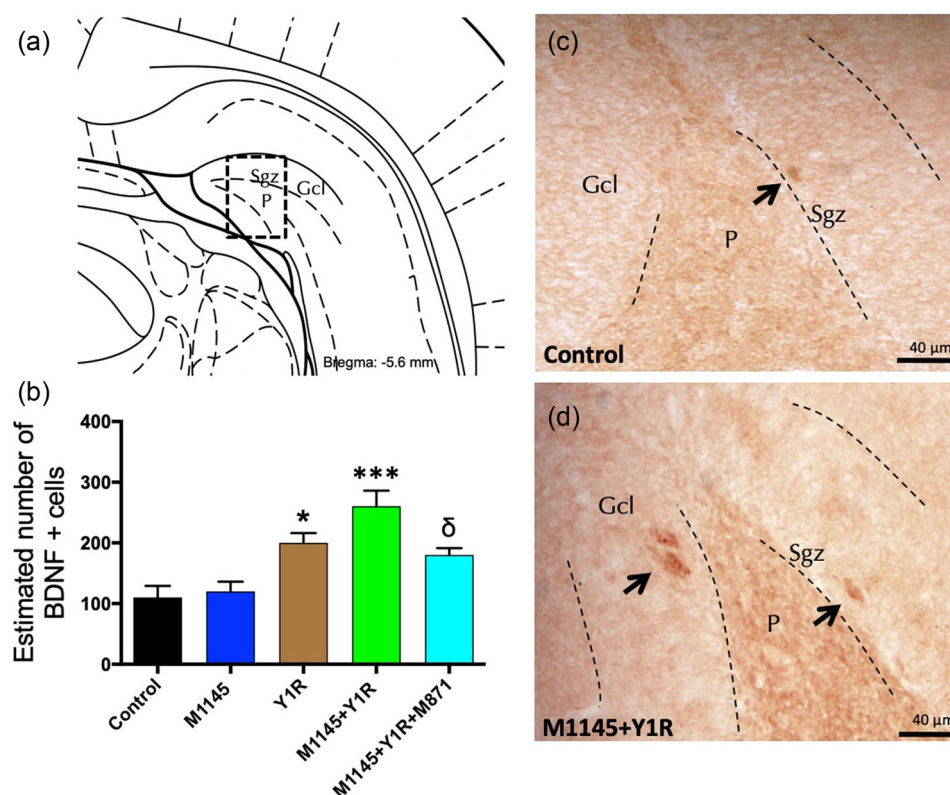 (a)
Sgz
Gcl
P
Bregma: -5.6 mm
(b)
Estimated number of
BDNF + cells
400
300
200
100
0
*
***
δ
Control
M1145
Y1R
M1145+Y1R
M1145+Y1R+M871
(c)
Gcl
Sgz
P
Control
40 µm
(d)
Gcl
Sgz
P
M1145+Y1R
40 µm